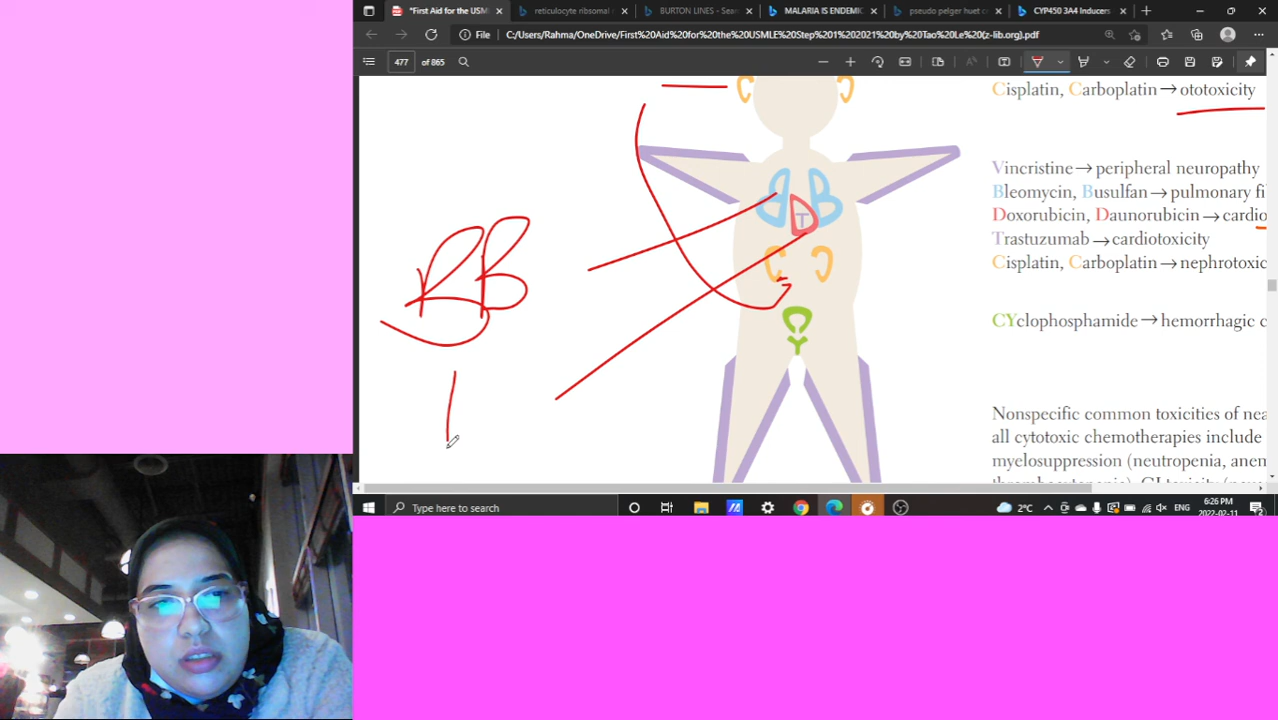 "First Aid for the USM
reticulocyte ribsomal
BURTON LINES - Sea
MALARIA IS ENDEMIC
pseudo pelger huet c
CYP450 3A4 Inducers
File
C:/Users/Rahma/OneDrive/First%20Aid%20for%20the%20USMLE%20Step%201%202021%20by%20Tao%20Le%20(z-lib.org).pdf
477 of 865
Cisplatin, Carboplatin→ototoxicity
Vincristine→peripheral neuropathy
Bleomycin, Busulfan→pulmonary fi
Doxorubicin, Daunorubicin→cardio
Trastuzumab→cardiotoxicity
Cisplatin, Carboplatin→nephrotoxic
CYclophosphamide→hemorrhagic c
Nonspecific common toxicities of nea
all cytotoxic chemotherapies include
myelosuppression (neutropenia, anem
C C
B B
D
T
C C
C
Y
BB
Type here to search
2°C
ENG
6:26 PM
2022-02-11